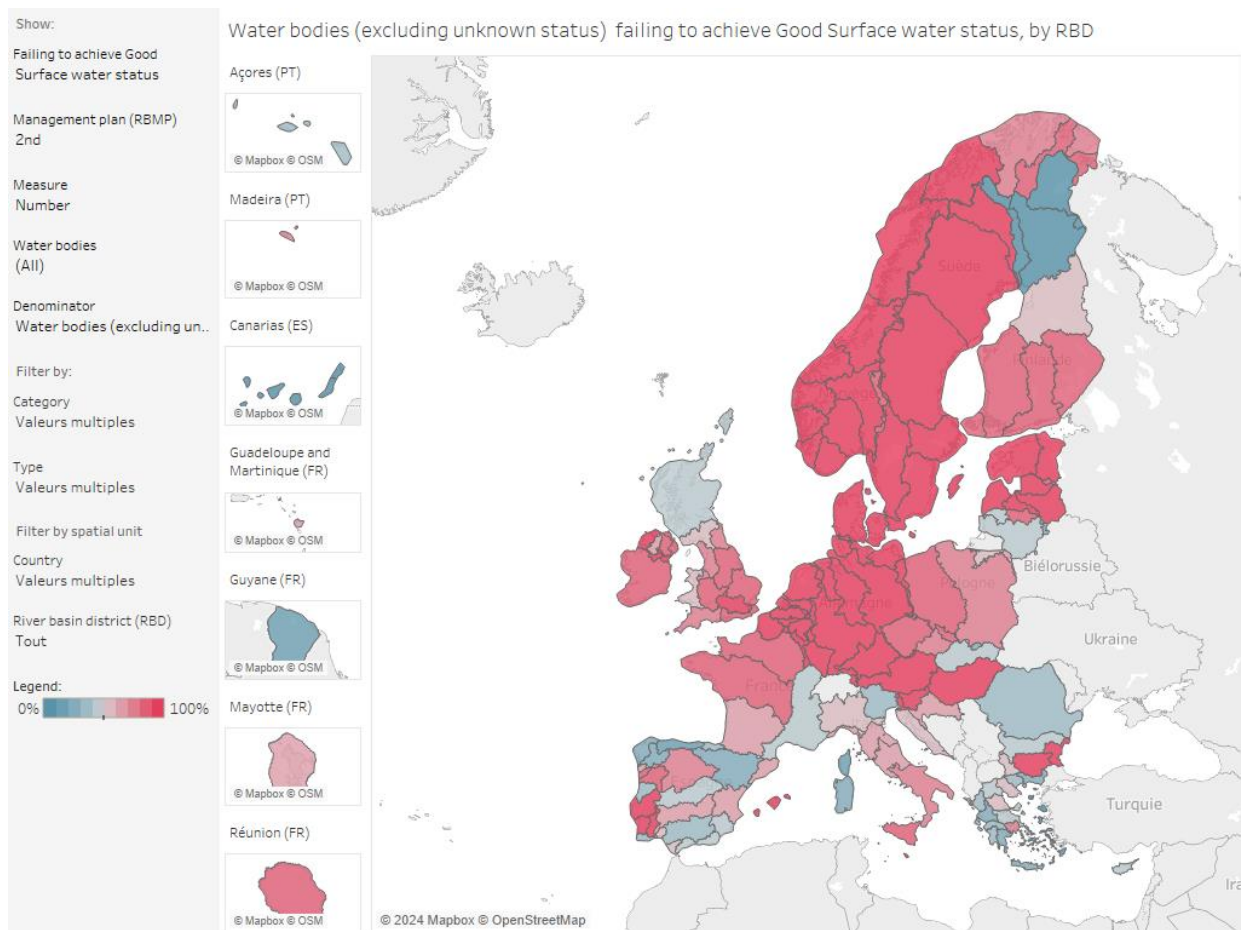 Show:
Failing to achieve Good
Surface water status
Management plan (RBMP)
2nd
Measure
Number
Water bodies
(All)
Denominator
Water bodies (excluding un..
Filter by:
Category
Valeurs multiples
Type
Valeurs multiples
Filter by spatial unit
Country
Valeurs multiples
River basin district (RBD)
Tout
Legend:
0% 100%
Water bodies (excluding unknown status) failing to achieve Good Surface water status, by RBD
Açores (PT)
© Mapbox © OSM
Madeira (PT)
© Mapbox © OSM
Canarias (ES)
© Mapbox © OSM
Guadeloupe and
Martinique (FR)
© Mapbox © OSM
Guyane (FR)
© Mapbox © OSM
Mayotte (FR)
© Mapbox © OSM
Réunion (FR)
© Mapbox © OSM
Suède
Finlande
Biélorussie
Pologne
Allemagne
Ukraine
Turquie
© 2024 Mapbox © OpenStreetMap